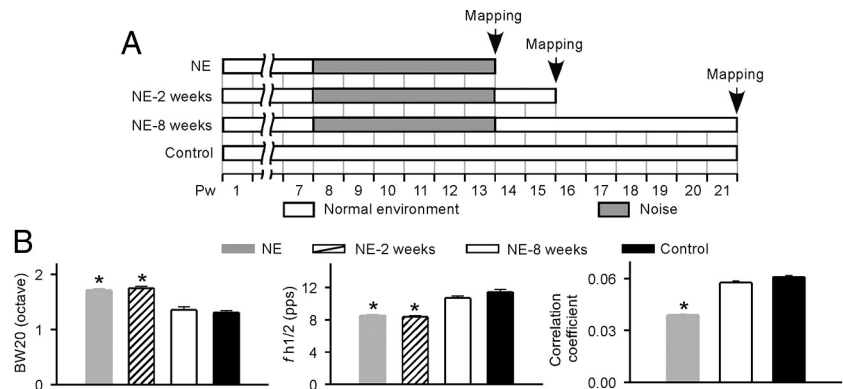 A
Mapping
Mapping
Mapping
NE
NE-2 weeks
NE-8 weeks
Control
Pw 1 7 8 9 10 11 12 13 14 15 16 17 18 19 20 21
Normal environment Noise
B
NE NE-2 weeks NE-8 weeks Control
BW20 (octave)
2
1
0
* *
f h1/2 (pps)
12
8
4
0
* *
Correlation
coefficient
0.06
0.03
0.00
*